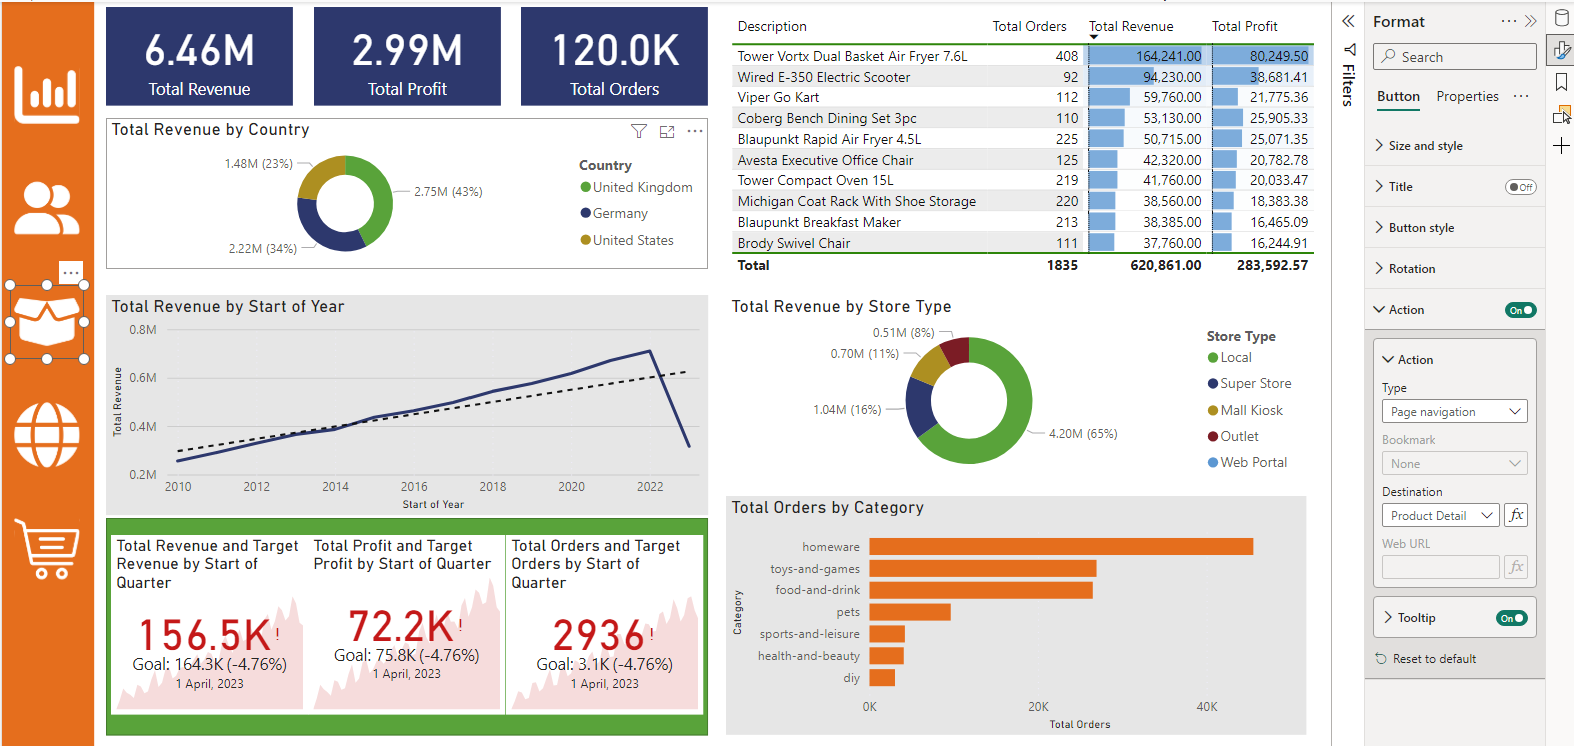 6.46M
Total Revenue
2.99M
Total Profit
120.0K
Total Orders
Total Revenue by Country
1.48M (23%)
2.75M (43%)
2.22M (34%)
Country
United Kingdom
Germany
United States
Description Total Orders Total Revenue Total Profit
Tower Vortx Dual Basket Air Fryer 7.6L 408 164,241.00 80,249.50
Wired E-350 Electric Scooter 92 94,230.00 38,681.41
Viper Go Kart 112 59,760.00 21,775.36
Coberg Bench Dining Set 3pc 110 53,130.00 25,905.33
Blaupunkt Rapid Air Fryer 4.5L 225 50,715.00 25,071.35
Avesta Executive Office Chair 125 42,320.00 20,782.78
Tower Compact Oven 15L 219 41,760.00 20,033.47
Michigan Coat Rack With Shoe Storage 220 38,560.00 18,383.38
Blaupunkt Breakfast Maker 213 38,385.00 16,465.09
Brody Swivel Chair 111 37,760.00 16,244.91
Total 1835 620,861.00 283,592.57
Total Revenue by Start of Year
Total Revenue
0.8M
0.6M
0.4M
0.2M
2010 2012 2014 2016 2018 2020 2022
Start of Year
Total Revenue by Store Type
0.51M (8%)
0.70M (11%)
1.04M (16%)
4.20M (65%)
Store Type
Local
Super Store
Mall Kiosk
Outlet
Web Portal
Total Revenue and Target
Revenue by Start of
Quarter
156.5K!
Goal: 164.3K (-4.76%)
1 April, 2023
Total Profit and Target
Profit by Start of Quarter
72.2K!
Goal: 75.8K (-4.76%)
1 April, 2023
Total Orders and Target
Orders by Start of
Quarter
2936!
Goal: 3.1K (-4.76%)
1 April, 2023
Total Orders by Category
Category
homeware
toys-and-games
food-and-drink
pets
sports-and-leisure
health-and-beauty
diy
0K 20K 40K
Total Orders
Filters
Format
Search
Button Properties
Size and style
Title Off
Button style
Rotation
Action On
Action
Type
Page navigation
Bookmark
None
Destination
Product Detail fx
Web URL
fx
Tooltip On
Reset to default